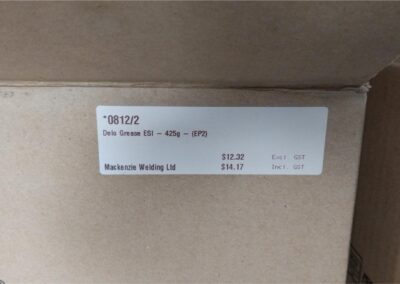 *0812/2
Delo Grease ESI - 425g - (EP2)
$12.32 Excl GST
Mackenzie Welding Ltd $14.17 Incl. GST